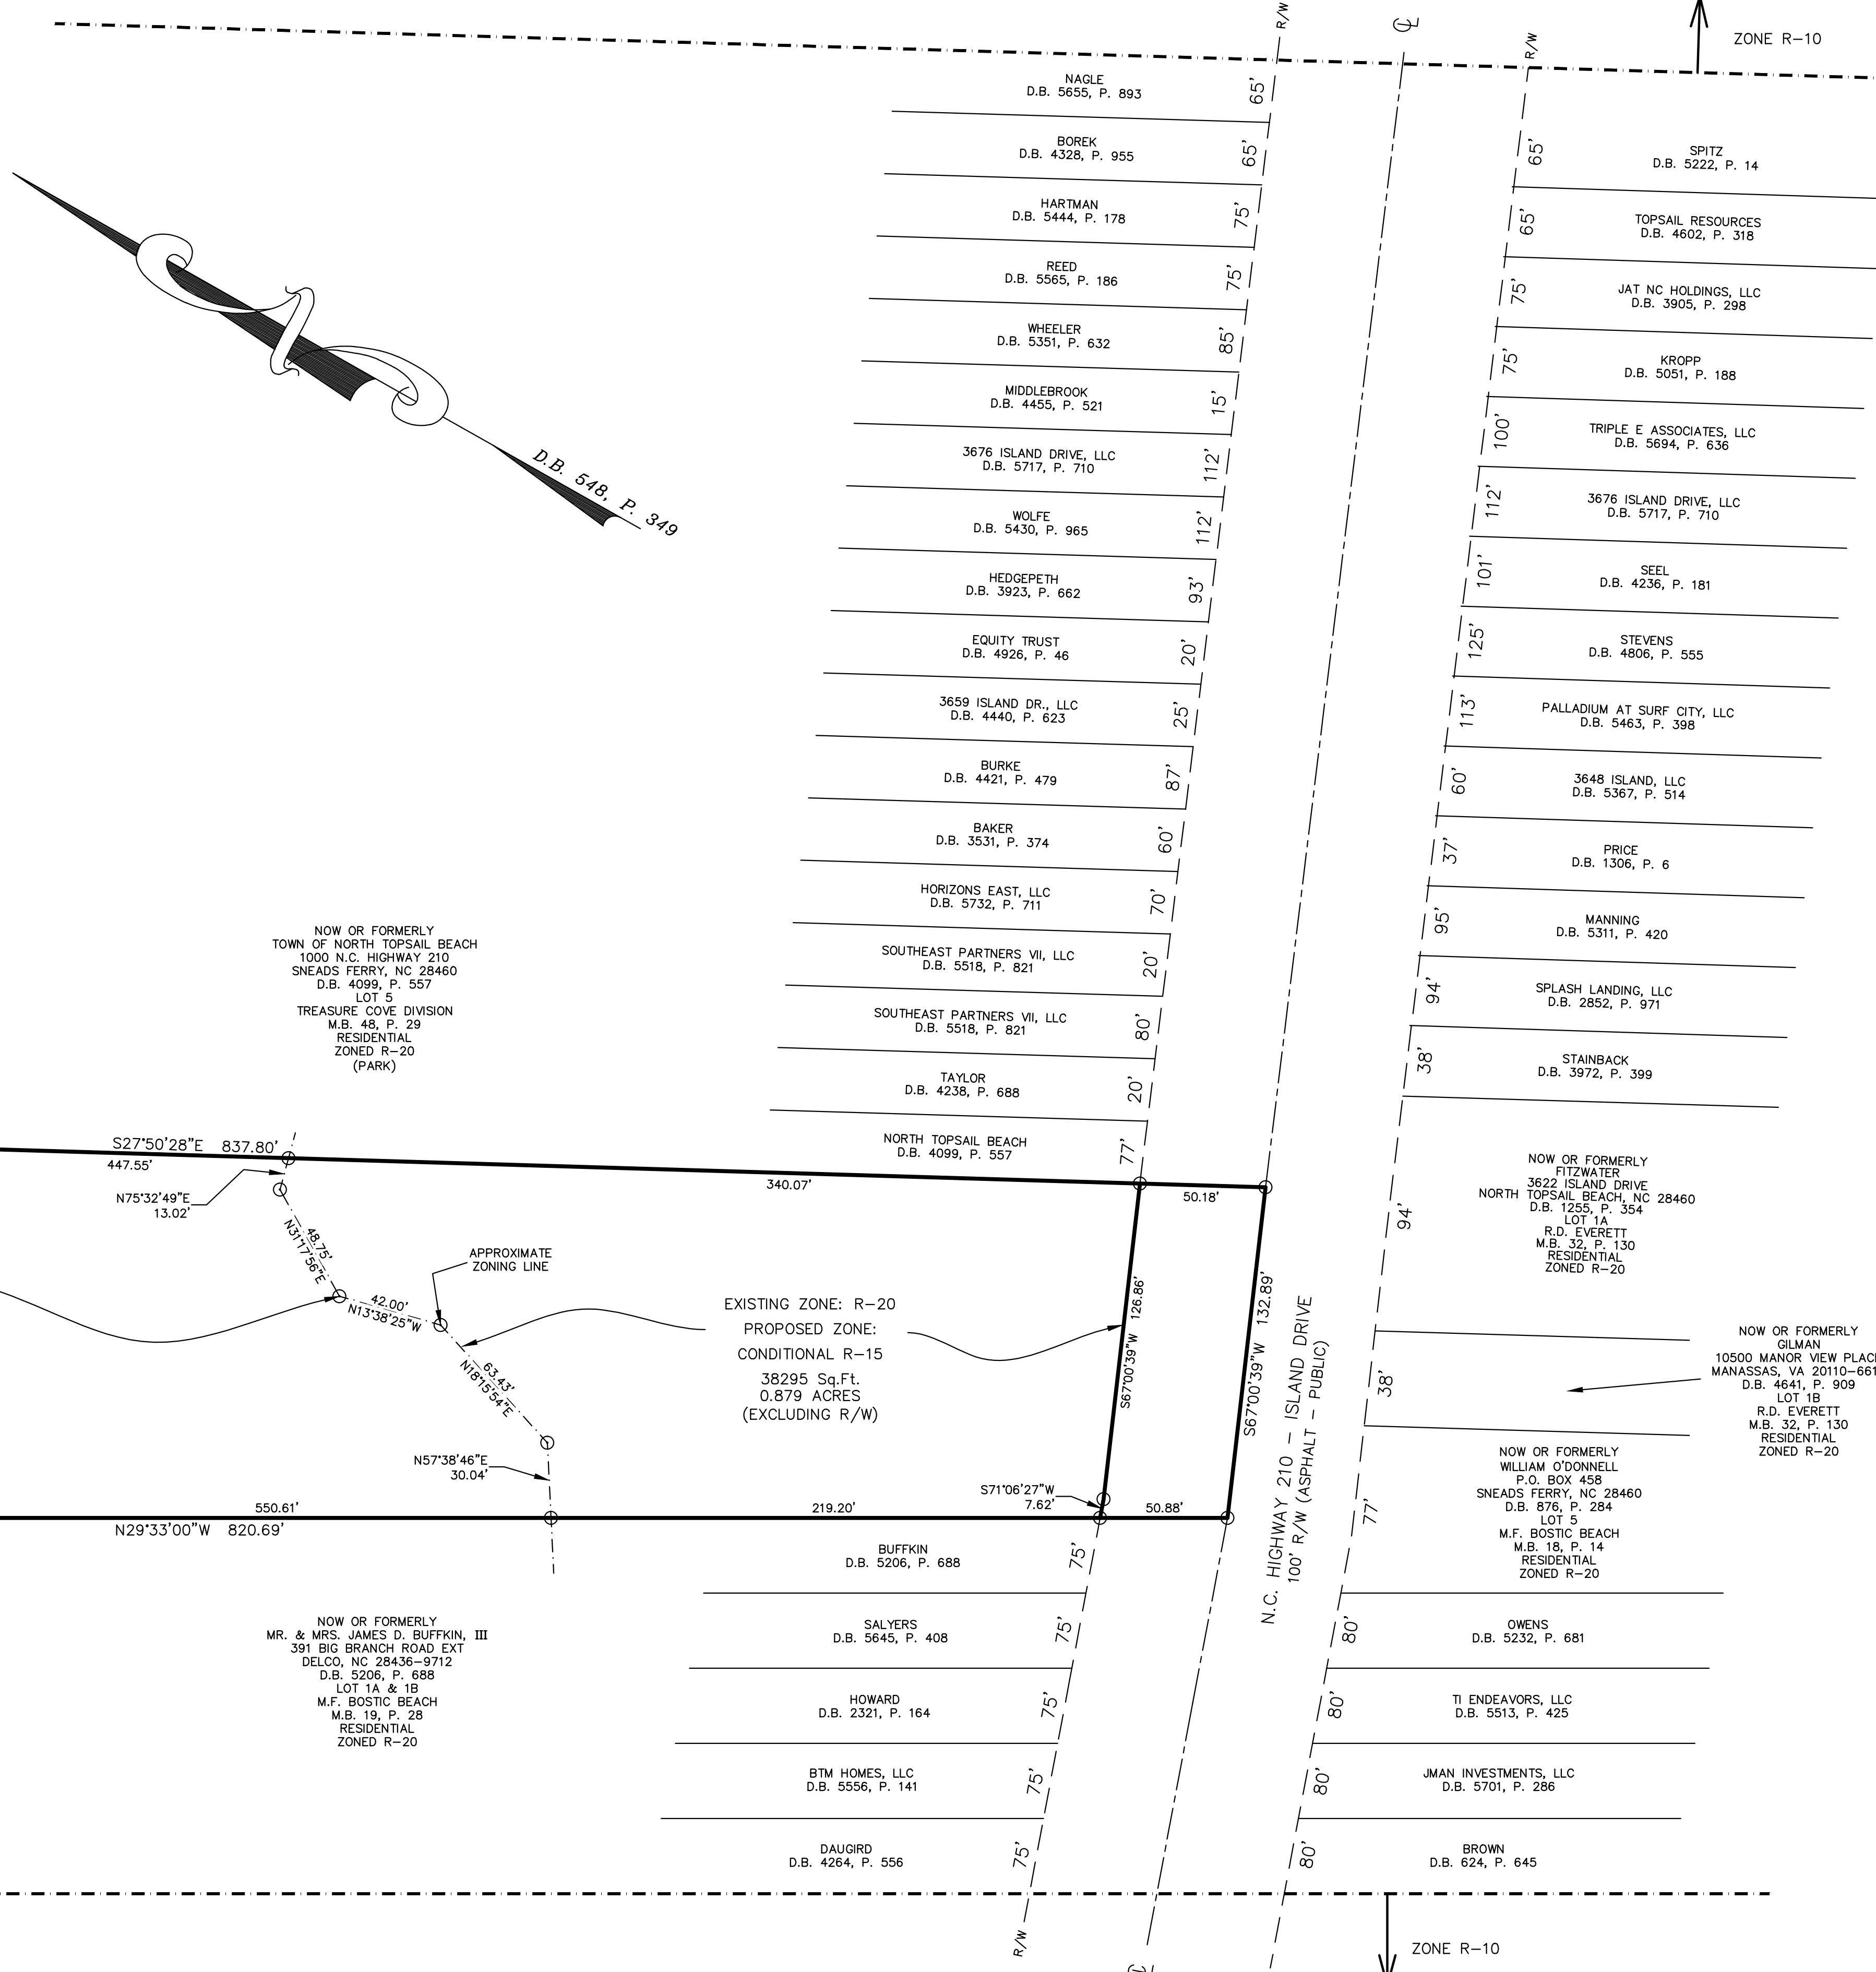 R/W
℄
R/W
ZONE R-10
NAGLE
D.B. 5655, P. 893
65'
BOREK
D.B. 4328, P. 955
65'
HARTMAN
D.B. 5444, P. 178
75'
REED
D.B. 5565, P. 186
75'
WHEELER
D.B. 5351, P. 632
85'
MIDDLEBROOK
D.B. 4455, P. 521
15'
3676 ISLAND DRIVE, LLC
D.B. 5717, P. 710
112'
WOLFE
D.B. 5430, P. 965
112'
HEDGEPETH
D.B. 3923, P. 662
93'
EQUITY TRUST
D.B. 4926, P. 46
20'
3659 ISLAND DR., LLC
D.B. 4440, P. 623
25'
BURKE
D.B. 4421, P. 479
87'
BAKER
D.B. 3531, P. 374
60'
HORIZONS EAST, LLC
D.B. 5732, P. 711
70'
SOUTHEAST PARTNERS VII, LLC
D.B. 5518, P. 821
20'
SOUTHEAST PARTNERS VII, LLC
D.B. 5518, P. 821
80'
TAYLOR
D.B. 4238, P. 688
20'
NORTH TOPSAIL BEACH
D.B. 4099, P. 557
77'
65'
SPITZ
D.B. 5222, P. 14
65'
TOPSAIL RESOURCES
D.B. 4602, P. 318
75'
JAT NC HOLDINGS, LLC
D.B. 3905, P. 298
75'
KROPP
D.B. 5051, P. 188
100'
TRIPLE E ASSOCIATES, LLC
D.B. 5694, P. 636
112'
3676 ISLAND DRIVE, LLC
D.B. 5717, P. 710
101'
SEEL
D.B. 4236, P. 181
125'
STEVENS
D.B. 4806, P. 555
113'
PALLADIUM AT SURF CITY, LLC
D.B. 5463, P. 398
60'
3648 ISLAND, LLC
D.B. 5367, P. 514
37'
PRICE
D.B. 1306, P. 6
95'
MANNING
D.B. 5311, P. 420
94'
SPLASH LANDING, LLC
D.B. 2852, P. 971
38'
STAINBACK
D.B. 3972, P. 399
N
D.B. 548, P. 349
NOW OR FORMERLY
TOWN OF NORTH TOPSAIL BEACH
1000 N.C. HIGHWAY 210
SNEADS FERRY, NC 28460
D.B. 4099, P. 557
LOT 5
TREASURE COVE DIVISION
M.B. 48, P. 29
RESIDENTIAL
ZONED R-20
(PARK)
S27°50'28"E 837.80'
447.55'
340.07'
50.18'
N75°32'49"E
13.02'
48.75'
N31°17'56"E
42.00'
N13°38'25"W
APPROXIMATE
ZONING LINE
63.43'
N18°15'54"E
N57°38'46"E
30.04'
EXISTING ZONE: R-20
PROPOSED ZONE:
CONDITIONAL R-15
38295 Sq.Ft.
0.879 ACRES
(EXCLUDING R/W)
S67°00'39"W 126.86'
S67°00'39"W 132.89'
S71°06'27"W
7.62'
550.61'
219.20'
50.88'
N29°33'00"W 820.69'
N.C. HIGHWAY 210 - ISLAND DRIVE
100' R/W (ASPHALT - PUBLIC)
94'
NOW OR FORMERLY
FITZWATER
3622 ISLAND DRIVE
NORTH TOPSAIL BEACH, NC 28460
D.B. 1255, P. 354
LOT 1A
R.D. EVERETT
M.B. 32, P. 130
RESIDENTIAL
ZONED R-20
38'
NOW OR FORMERLY
GILMAN
10500 MANOR VIEW PLAC
MANASSAS, VA 20110-661
D.B. 4641, P. 909
LOT 1B
R.D. EVERETT
M.B. 32, P. 130
RESIDENTIAL
ZONED R-20
77'
NOW OR FORMERLY
WILLIAM O'DONNELL
P.O. BOX 458
SNEADS FERRY, NC 28460
D.B. 876, P. 284
LOT 5
M.F. BOSTIC BEACH
M.B. 18, P. 14
RESIDENTIAL
ZONED R-20
NOW OR FORMERLY
MR. & MRS. JAMES D. BUFFKIN, III
391 BIG BRANCH ROAD EXT
DELCO, NC 28436-9712
D.B. 5206, P. 688
LOT 1A & 1B
M.F. BOSTIC BEACH
M.B. 19, P. 28
RESIDENTIAL
ZONED R-20
BUFFKIN
D.B. 5206, P. 688
75'
SALYERS
D.B. 5645, P. 408
75'
HOWARD
D.B. 2321, P. 164
75'
BTM HOMES, LLC
D.B. 5556, P. 141
75'
DAUGIRD
D.B. 4264, P. 556
75'
80'
OWENS
D.B. 5232, P. 681
80'
TI ENDEAVORS, LLC
D.B. 5513, P. 425
80'
JMAN INVESTMENTS, LLC
D.B. 5701, P. 286
80'
BROWN
D.B. 624, P. 645
R/W
℄
ZONE R-10